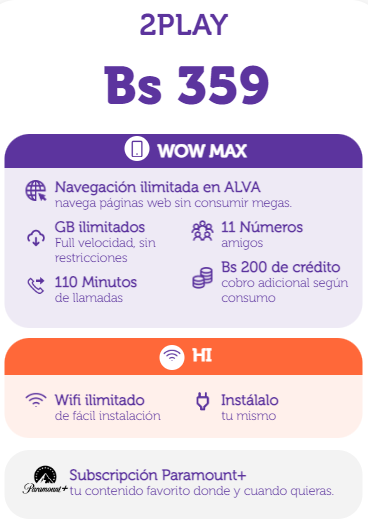 2PLAY
Bs 359
WOW MAX
Navegación ilimitada en ALVA
navega páginas web sin consumir megas.
GB ilimitados
Full velocidad, sin
restricciones
11 Números
amigos
110 Minutos
de llamadas
Bs 200 de crédito
cobro adicional según
consumo
HI
Wifi ilimitado
de fácil instalación
Instálalo
tu mismo
Paramount+
Subscripción Paramount+
tu contenido favorito donde y cuando quieras.